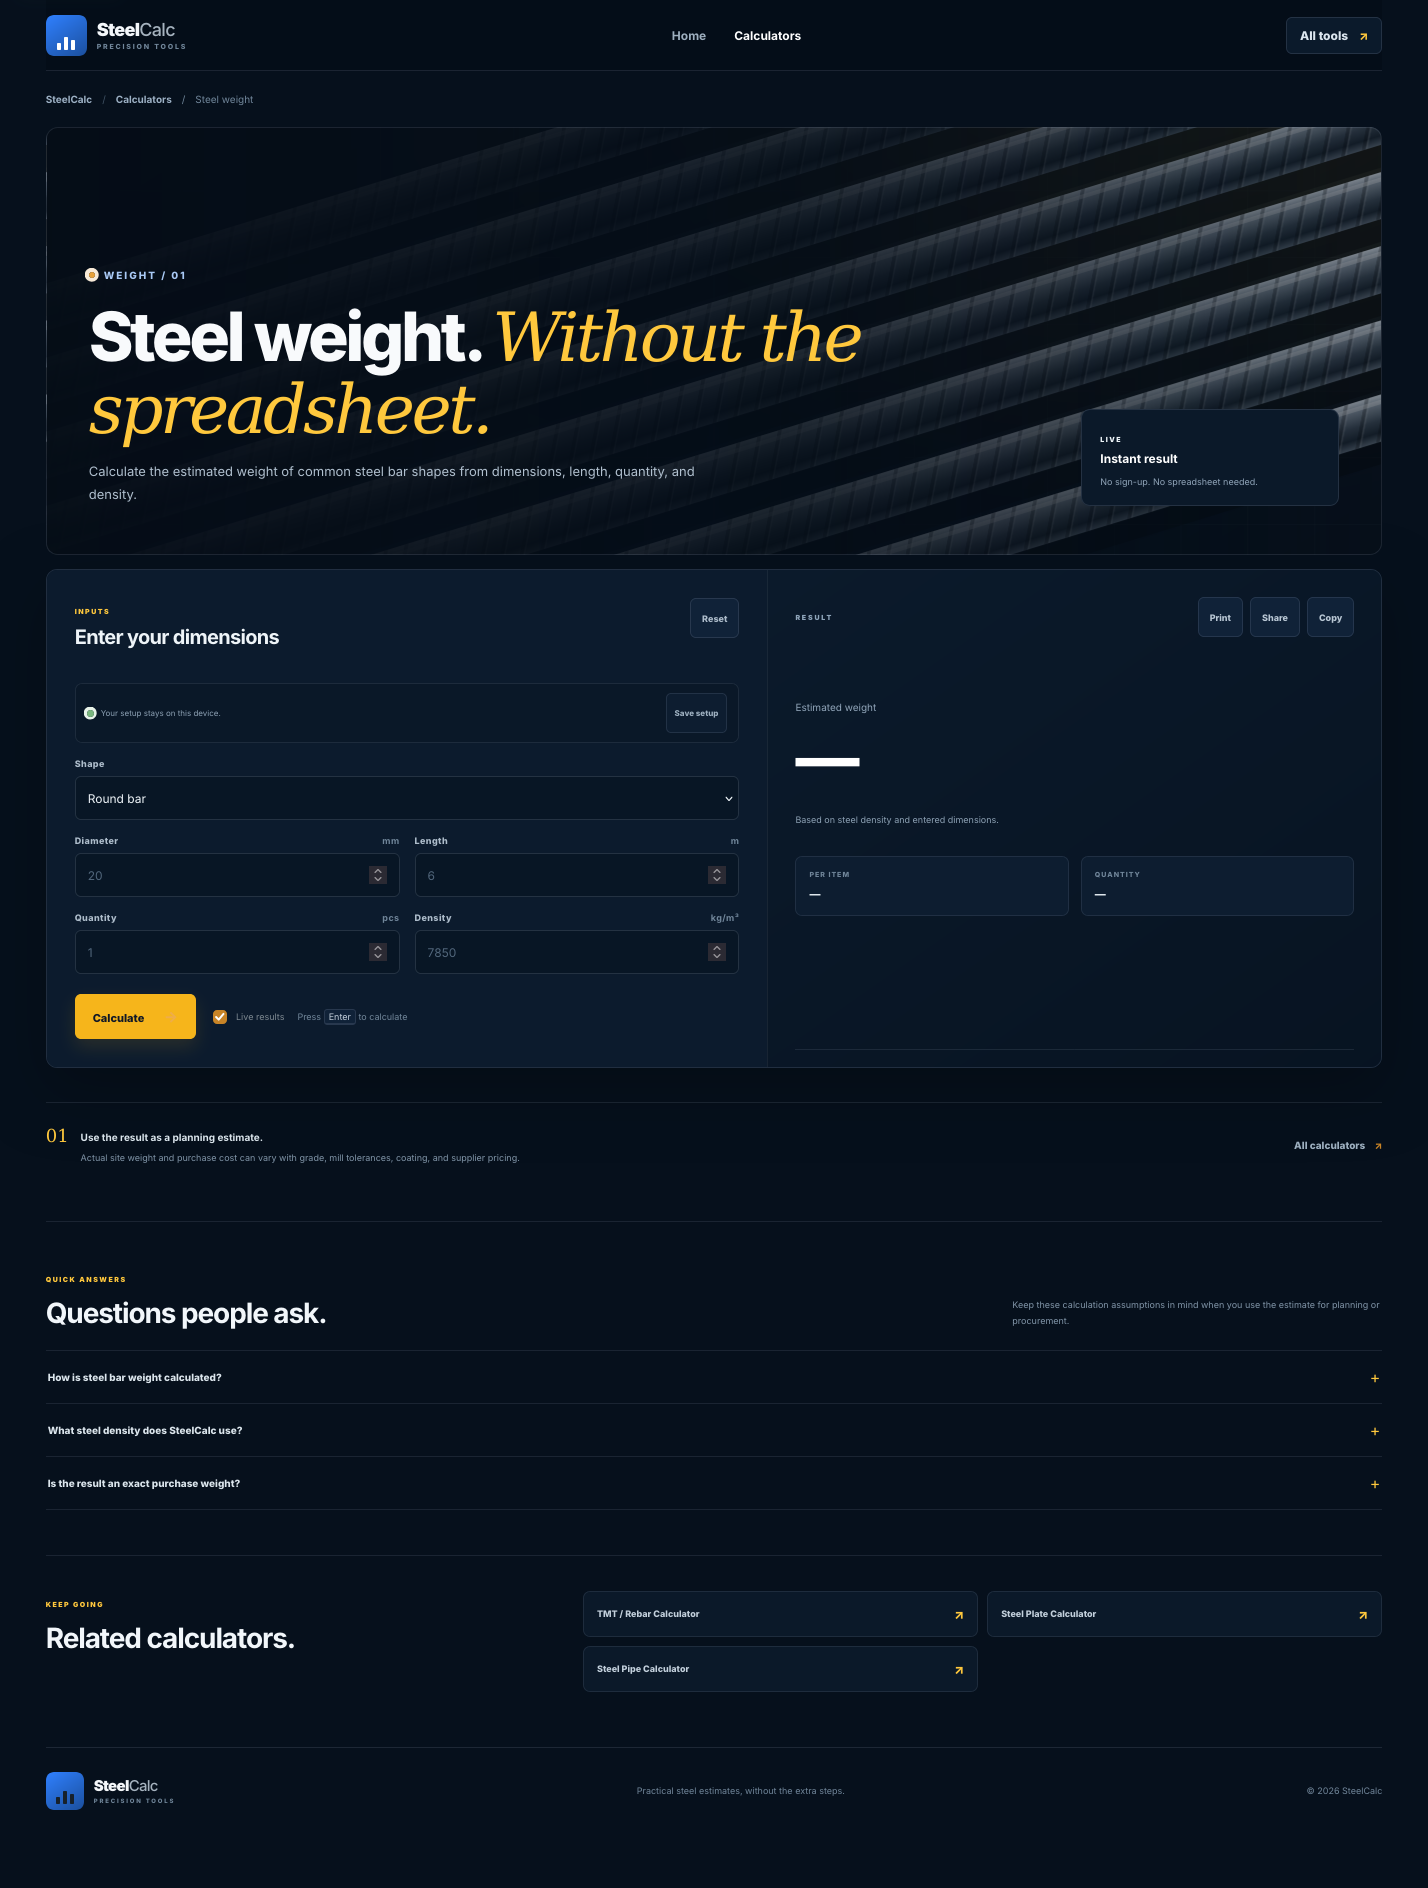 SteelCalc
PRECISION TOOLS
Home
Calculators
All tools
SteelCalc / Calculators / Steel weight
WEIGHT / 01
Steel weight. Without the
spreadsheet.
Calculate the estimated weight of common steel bar shapes from dimensions, length, quantity, and
density.
LIVE
Instant result
No sign-up. No spreadsheet needed.
INPUTS
Enter your dimensions
Reset
Your setup stays on this device.
Save setup
Shape
Round bar
Diameter mm
20
Length m
6
Quantity pcs
1
Density kg/m³
7850
Calculate
Live results
Press Enter to calculate
RESULT
Print
Share
Copy
Estimated weight
—
Based on steel density and entered dimensions.
PER ITEM
—
QUANTITY
—
01
Use the result as a planning estimate.
Actual site weight and purchase cost can vary with grade, mill tolerances, coating, and supplier pricing.
All calculators
QUICK ANSWERS
Questions people ask.
Keep these calculation assumptions in mind when you use the estimate for planning or
procurement.
How is steel bar weight calculated? +
What steel density does SteelCalc use? +
Is the result an exact purchase weight? +
KEEP GOING
Related calculators.
TMT / Rebar Calculator
Steel Plate Calculator
Steel Pipe Calculator
SteelCalc
PRECISION TOOLS
Practical steel estimates, without the extra steps.
© 2026 SteelCalc